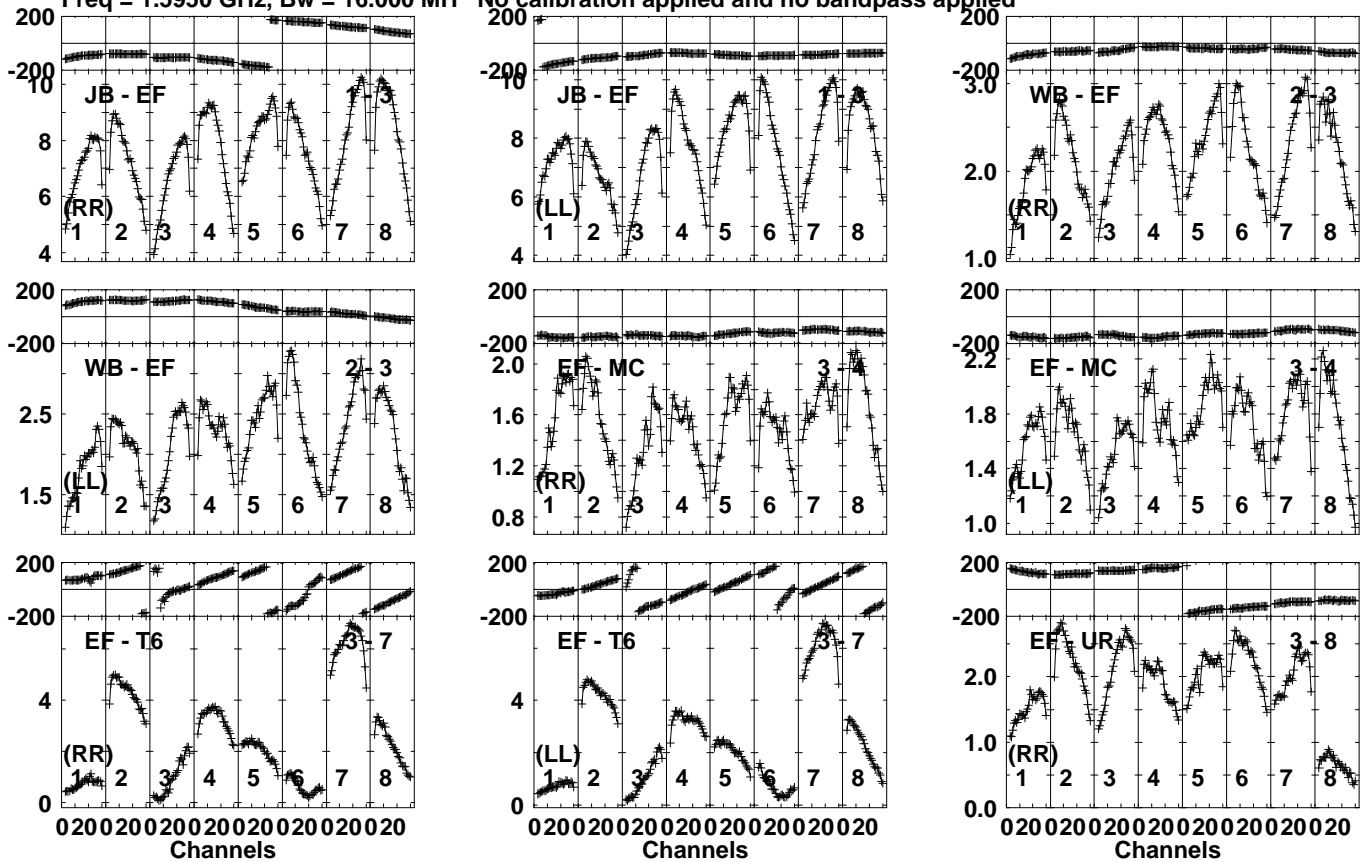 Freq = 1.5950 GHz, Bw = 16.000 MH No calibration applied and no bandpass applied
200 200 200
-200 -200 -200
JB - EF 1 - 3 JB - EF 1 - 3 WB - EF 2 - 3
10 10 3.0
8 8 2.0
6 6
4 4 1.0
(RR) (LL) (RR)
1 2 3 4 5 6 7 8 1 2 3 4 5 6 7 8 1 2 3 4 5 6 7 8
200 200 200
-200 -200 -200
WB - EF 2 - 3 EF - MC 3 - 4 EF - MC 3 - 4
2.5 2.0 2.2
1.5 1.6 1.8
1.2 1.4
0.8 1.0
(LL) (RR) (LL)
1 2 3 4 5 6 7 8 1 2 3 4 5 6 7 8 1 2 3 4 5 6 7 8
200 200 200
-200 -200 -200
EF - T6 3 - 7 EF - T6 3 - 7 EF - UR 3 - 8
4 4 2.0
0 0 1.0
0.0
(RR) (LL) (RR)
1 2 3 4 5 6 7 8 1 2 3 4 5 6 7 8 1 2 3 4 5 6 7 8
0 20 0 20 0 20 0 20 0 20 0 20 0 20 0 20 0 20 0 20 0 20 0 20 0 20 0 20 0 20 0 20 0 20 0 20 0 20 0 20 0 20 0 20 0 20 0 20
Channels Channels Channels